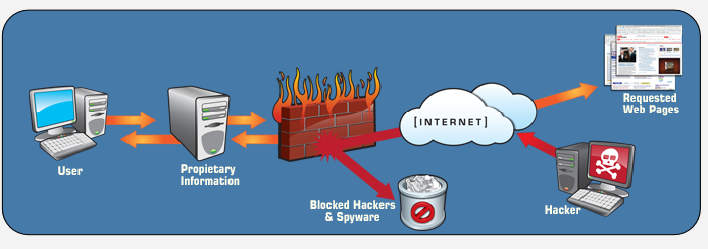 User
Propietary
Information
[INTERNET]
Requested
Web Pages
Blocked Hackers
& Spyware
Hacker